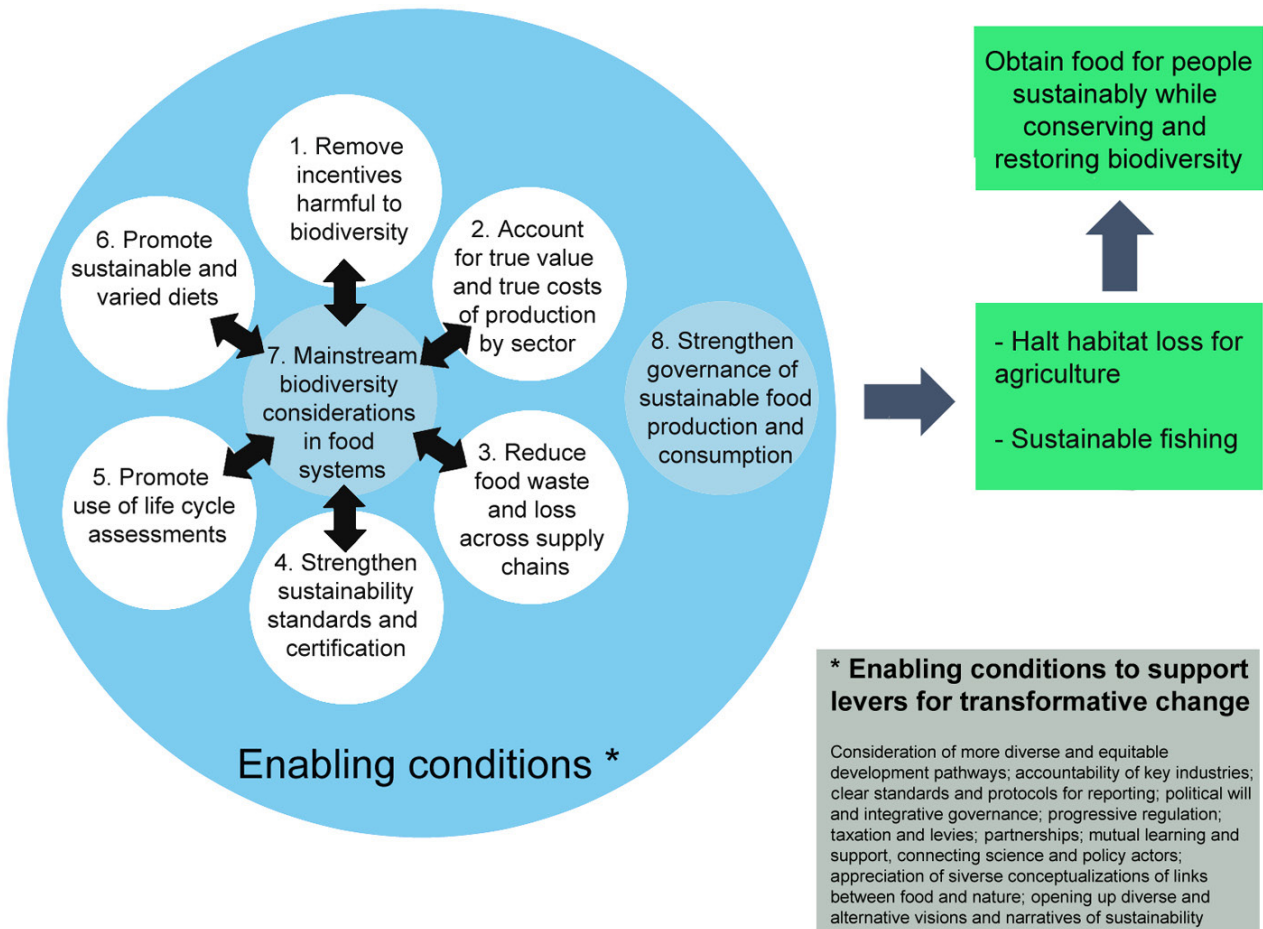 1. Remove
incentives
harmful to
biodiversity
2. Account
for true value
and true costs
of production
by sector
3. Reduce
food waste
and loss
across supply
chains
4. Strengthen
sustainability
standards and
certification
5. Promote
use of life cycle
assessments
6. Promote
sustainable and
varied diets
7. Mainstream
biodiversity
considerations
in food
systems
8. Strengthen
governance of
sustainable food
production and
consumption
Enabling conditions *
Obtain food for people
sustainably while
conserving and
restoring biodiversity
- Halt habitat loss for
agriculture
- Sustainable fishing
* Enabling conditions to support
levers for transformative change
Consideration of more diverse and equitable
development pathways; accountability of key industries;
clear standards and protocols for reporting; political will
and integrative governance; progressive regulation;
taxation and levies; partnerships; mutual learning and
support, connecting science and policy actors;
appreciation of siverse conceptualizations of links
between food and nature; opening up diverse and
alternative visions and narratives of sustainability